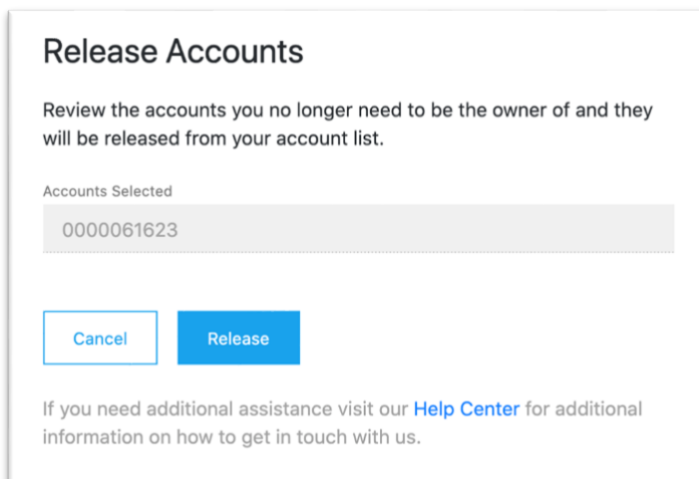 Release Accounts
Review the accounts you no longer need to be the owner of and they
will be released from your account list.
Accounts Selected
0000061623
Cancel
Release
If you need additional assistance visit our Help Center for additional
information on how to get in touch with us.